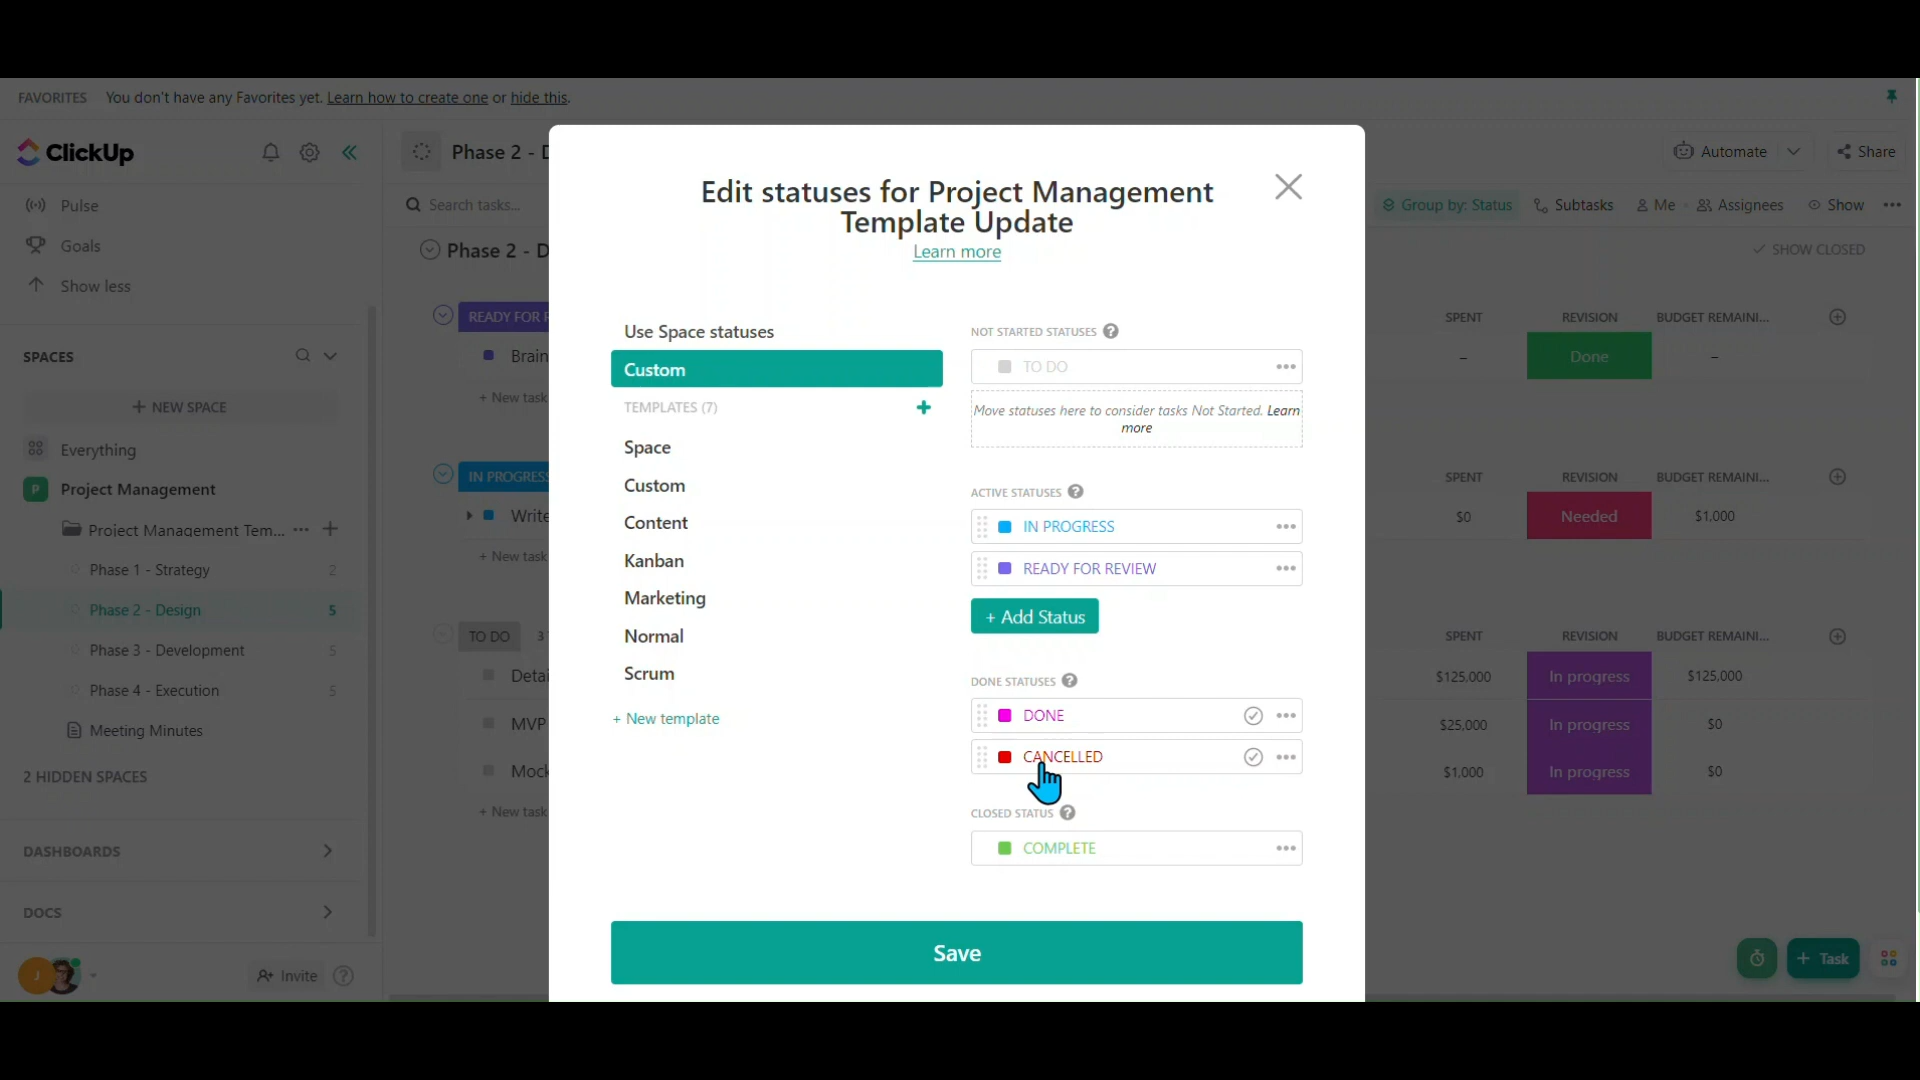 FAVORITES You don't have any Favorites yet. Learn how to create one or hide this.
ClickUp
Pulse
Goals
Show less
SPACES
+ NEW SPACE
Everything
P Project Management
Project Management Tem...
Phase 1 - Strategy 2
Phase 2 - Design 5
Phase 3 - Development 5
Phase 4 - Execution 5
Meeting Minutes
2 HIDDEN SPACES
DASHBOARDS
DOCS
J Invite
Phase 2 - D
Automate Share
Search tasks...
Group by: Status Subtasks Me Assignees Show
Phase 2 - D
SHOW CLOSED
READY FOR R
SPENT REVISION BUDGET REMAINI...
Brain
– Done –
+ New task
IN PROGRESS
SPENT REVISION BUDGET REMAINI...
Write
$0 Needed $1,000
+ New task
TO DO 3
SPENT REVISION BUDGET REMAINI...
Detai
$125,000 In progress $125,000
MVP
$25,000 In progress $0
Mock
$1,000 In progress $0
+ New task
+ Task
Edit statuses for Project Management
Template Update
Learn more
Use Space statuses
Custom
TEMPLATES (7) +
Space
Custom
Content
Kanban
Marketing
Normal
Scrum
+ New template
NOT STARTED STATUSES ?
TO DO
Move statuses here to consider tasks Not Started. Learn
more
ACTIVE STATUSES ?
IN PROGRESS
READY FOR REVIEW
+ Add Status
DONE STATUSES ?
DONE
CANCELLED
CLOSED STATUS ?
COMPLETE
Save